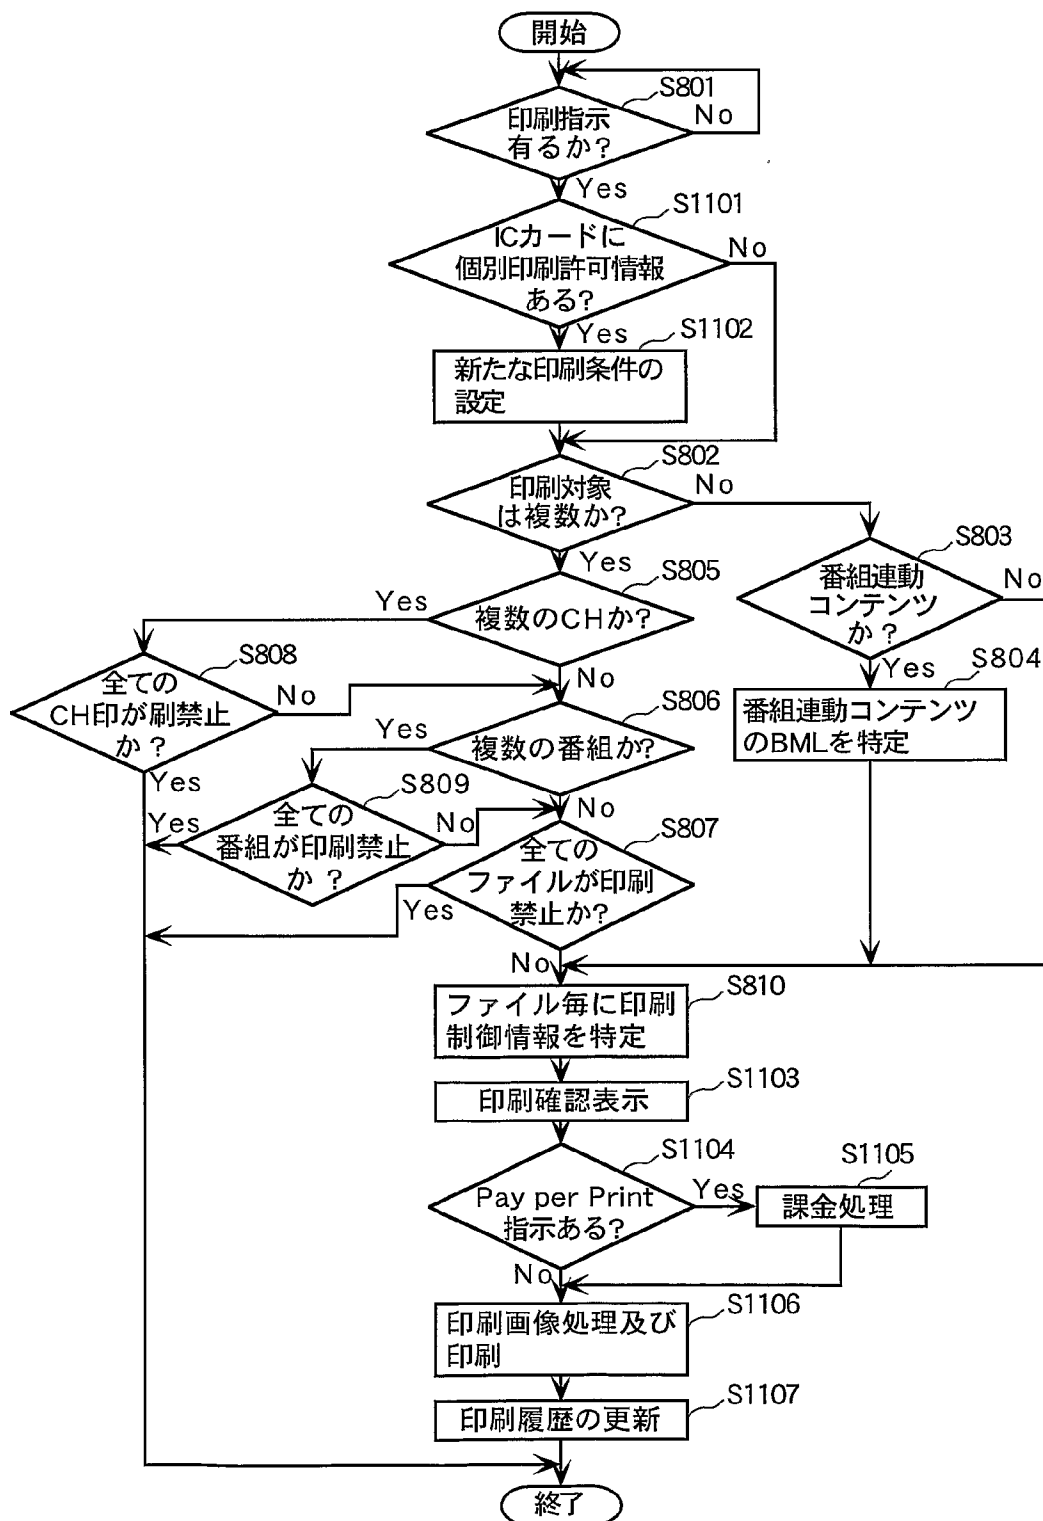 開始
S801
印刷指示
有るか?
No
Yes
S1101
ICカードに
個別印刷許可情報
ある?
No
Yes
S1102
新たな印刷条件の
設定
S802
印刷対象
は複数か?
No
Yes
S803
番組連動
コンテンツ
か?
No
Yes
S804
番組連動コンテンツ
のBMLを特定
S805
複数のCHか?
Yes
No
S808
全ての
CH印が刷禁止
か?
No
Yes
S806
複数の番組か?
Yes
No
S809
全ての
番組が印刷禁止
か?
Yes
No
S807
全ての
ファイルが印刷
禁止か?
Yes
No
S810
ファイル毎に印刷
制御情報を特定
S1103
印刷確認表示
S1104
Pay per Print
指示ある?
Yes
No
S1105
課金処理
S1106
印刷画像処理及び
印刷
S1107
印刷履歴の更新
終了